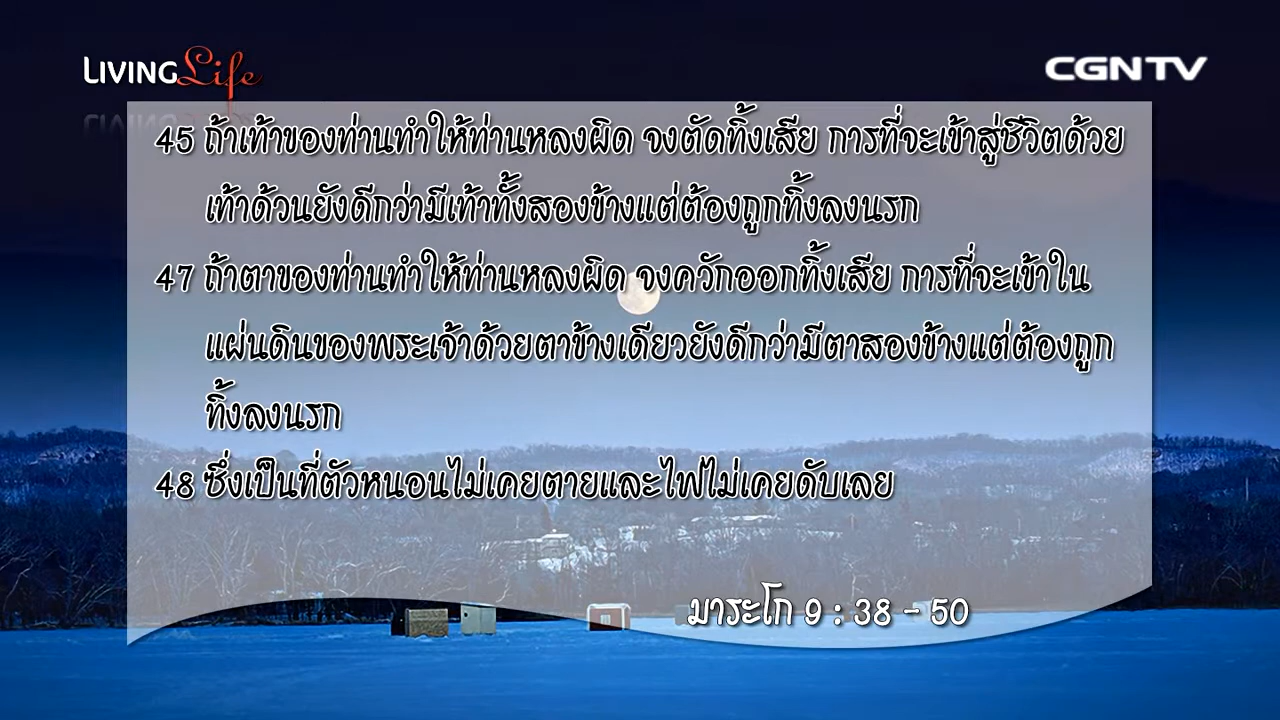 LIVING Life
CGNTV
45 ถ้าเท้าของท่านทำให้ท่านหลงผิด จงตัดทิ้งเสีย การที่จะเข้าสู่ชีวิตด้วย
เท้าด้วนยังดีกว่ามีเท้าทั้งสองข้างแต่ต้องถูกทิ้งลงนรก
47 ถ้าตาของท่านทำให้ท่านหลงผิด จงควักออกทิ้งเสีย การที่จะเข้าใน
แผ่นดินของพระเจ้าด้วยตาข้างเดียวยังดีกว่ามีตาสองข้างแต่ต้องถูก
ทิ้งลงนรก
48 ซึ่งเป็นที่ตัวหนอนไม่เคยตายและไฟไม่เคยดับเลย
มาระโก 9 : 38 - 50